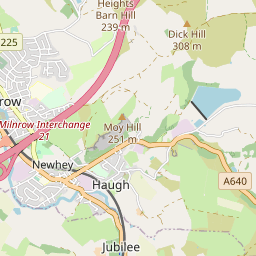 Heights
Barn Hill
239 m
Dick Hill
308 m
225
row
Milnrow Interchange
21
Moy Hill
251 m
Newhey
Haugh
A640
Jubilee